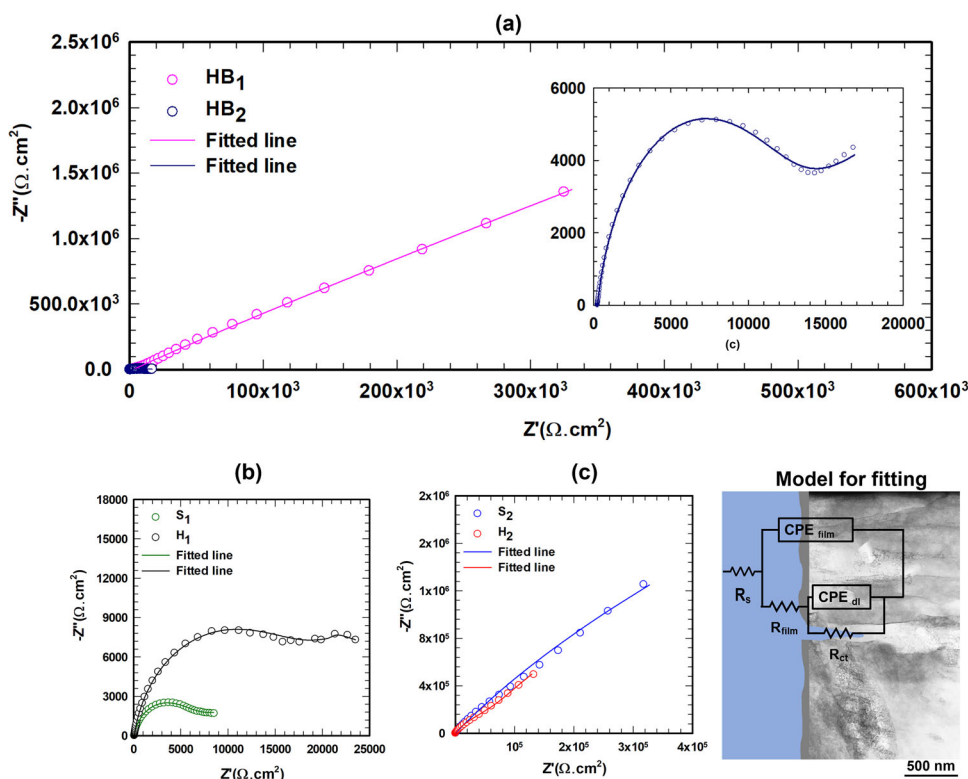 (a)
2.5x10⁶
2.0x10⁶
1.5x10⁶
1.0x10⁶
500.0x10³
0.0
-Z''(Ω.cm²)
HB₁
HB₂
Fitted line
Fitted line
0
100x10³
200x10³
300x10³
400x10³
500x10³
600x10³
Z'(Ω.cm²)
6000
4000
2000
0
0
5000
10000
15000
20000
(c)
(b)
18000
15000
12000
9000
6000
3000
0
-Z''(Ω.cm²)
S₁
H₁
Fitted line
Fitted line
0
5000
10000
15000
20000
25000
Z'(Ω.cm²)
(c)
2x10⁶
2x10⁶
1x10⁶
8x10⁵
4x10⁵
0
-Z''(Ω.cm²)
S₂
H₂
Fitted line
Fitted line
10⁵
2x10⁵
3x10⁵
4x10⁵
Z'(Ω.cm²)
Model for fitting
CPE film
Rs
CPE dl
Rfilm
Rct
500 nm